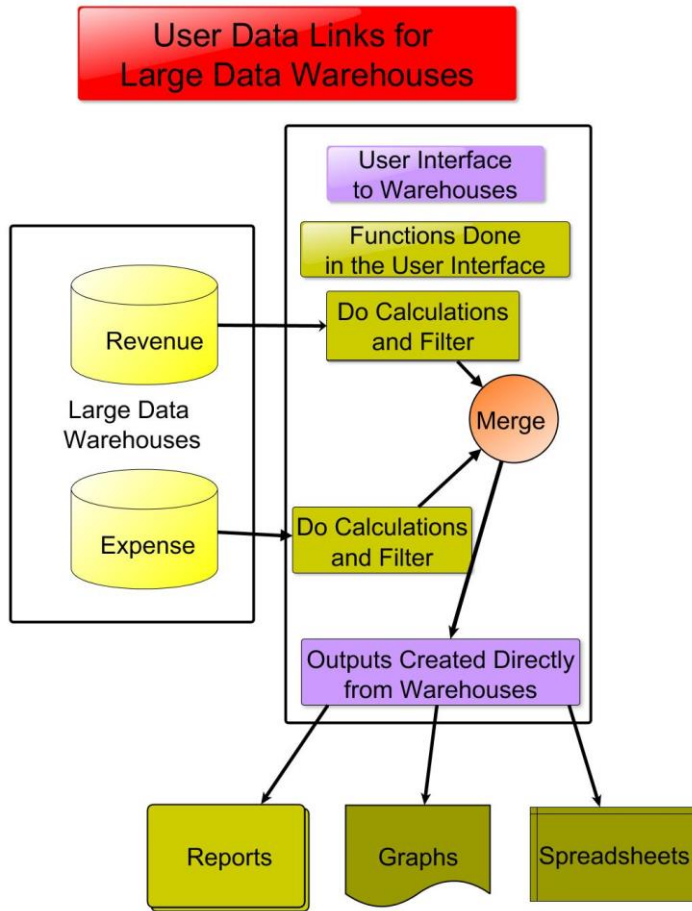 User Data Links for
Large Data Warehouses
User Interface
to Warehouses
Functions Done
in the User Interface
Revenue
Do Calculations
and Filter
Large Data
Warehouses
Merge
Expense
Do Calculations
and Filter
Outputs Created Directly
from Warehouses
Reports
Graphs
Spreadsheets